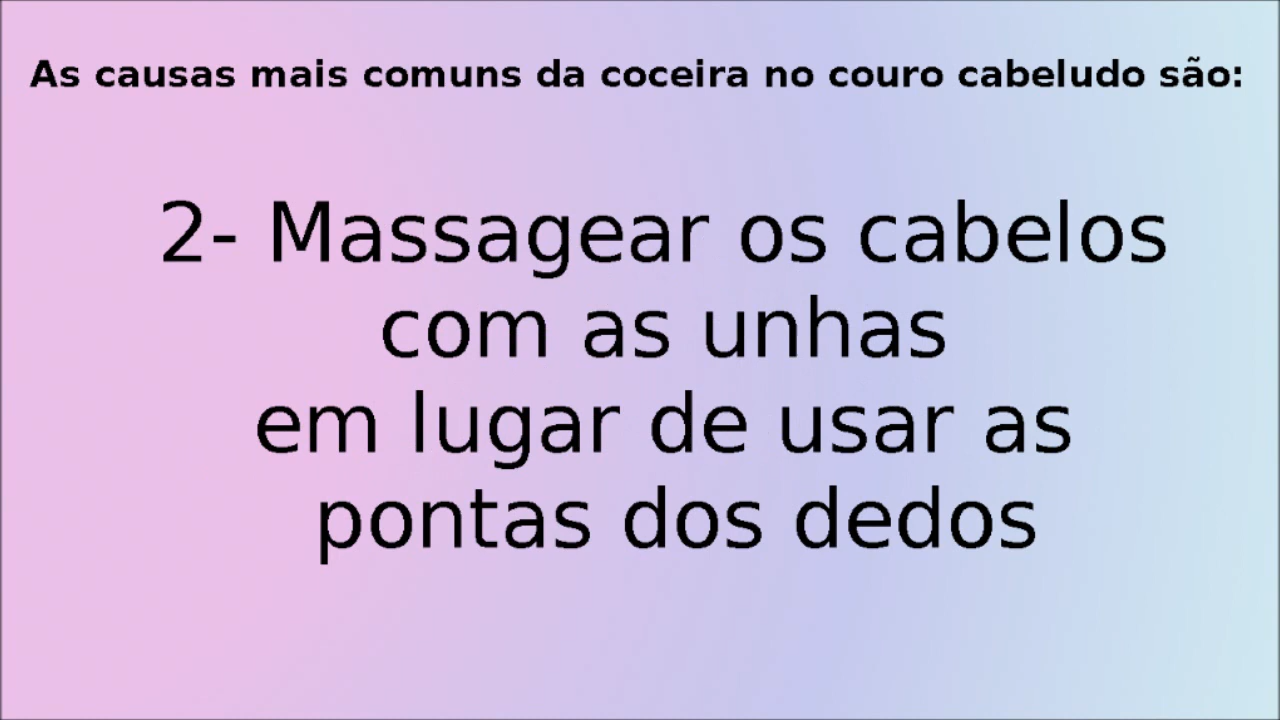 As causas mais comuns da coceira no couro cabeludo são:
2- Massagear os cabelos
com as unhas
em lugar de usar as
pontas dos dedos